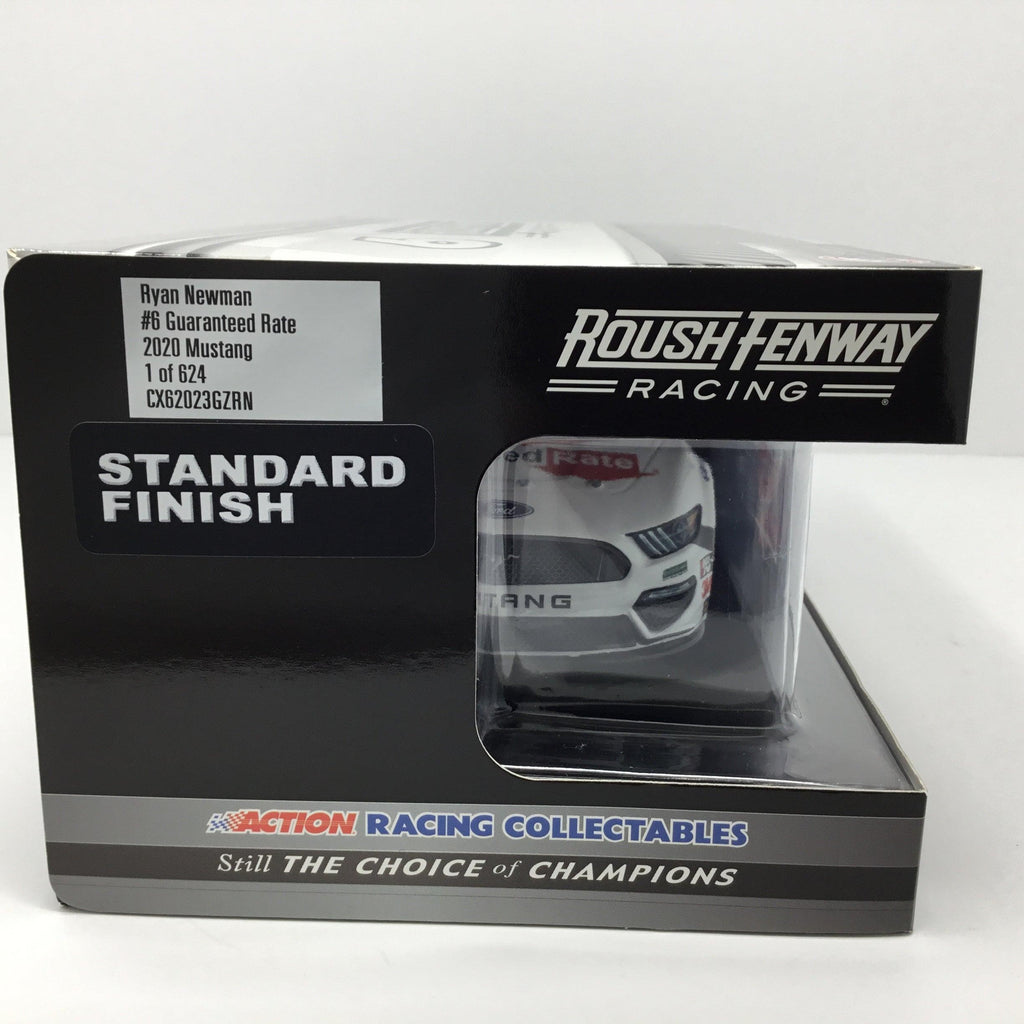 Ryan Newman
#6 Guaranteed Rate
2020 Mustang
1 of 624
CX62023GZRN
STANDARD
FINISH
ROUSH FENWAY
RACING
ed Rate
Ford
TANG
ACTION RACING COLLECTABLES
Still THE CHOICE of CHAMPIONS